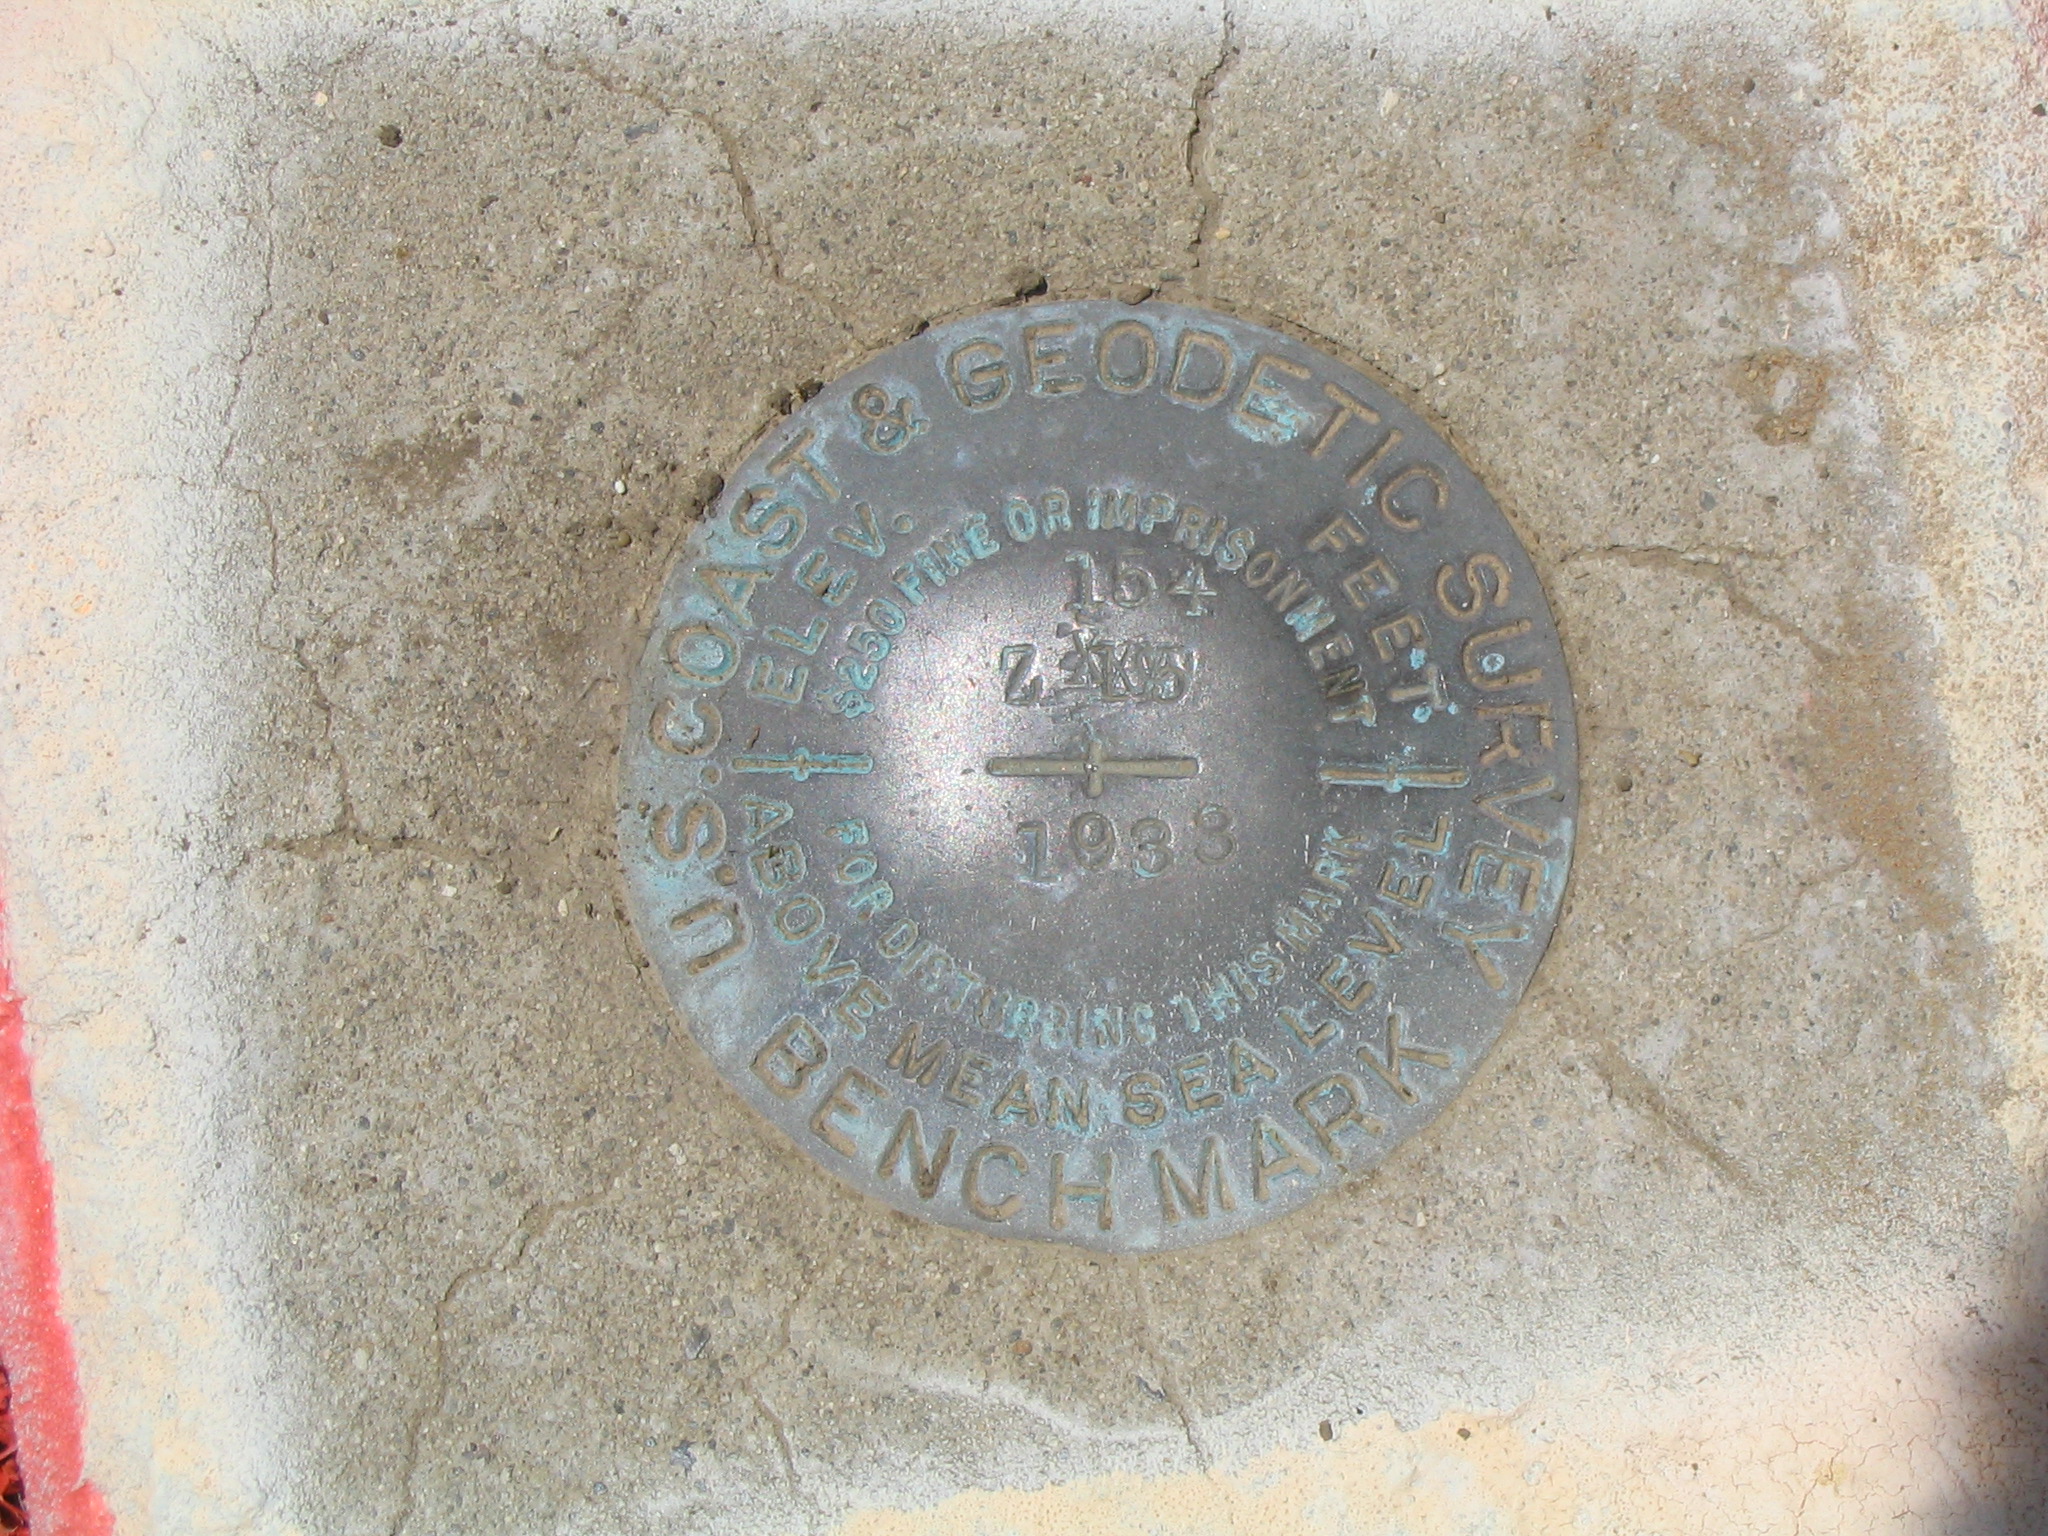 U.S. COAST & GEODETIC SURVEY
ELEV. FEET
$250 FINE OR IMPRISONMENT
154
Z
1933
FOR DISTURBING THIS MARK
ABOVE MEAN SEA LEVEL
BENCH MARK